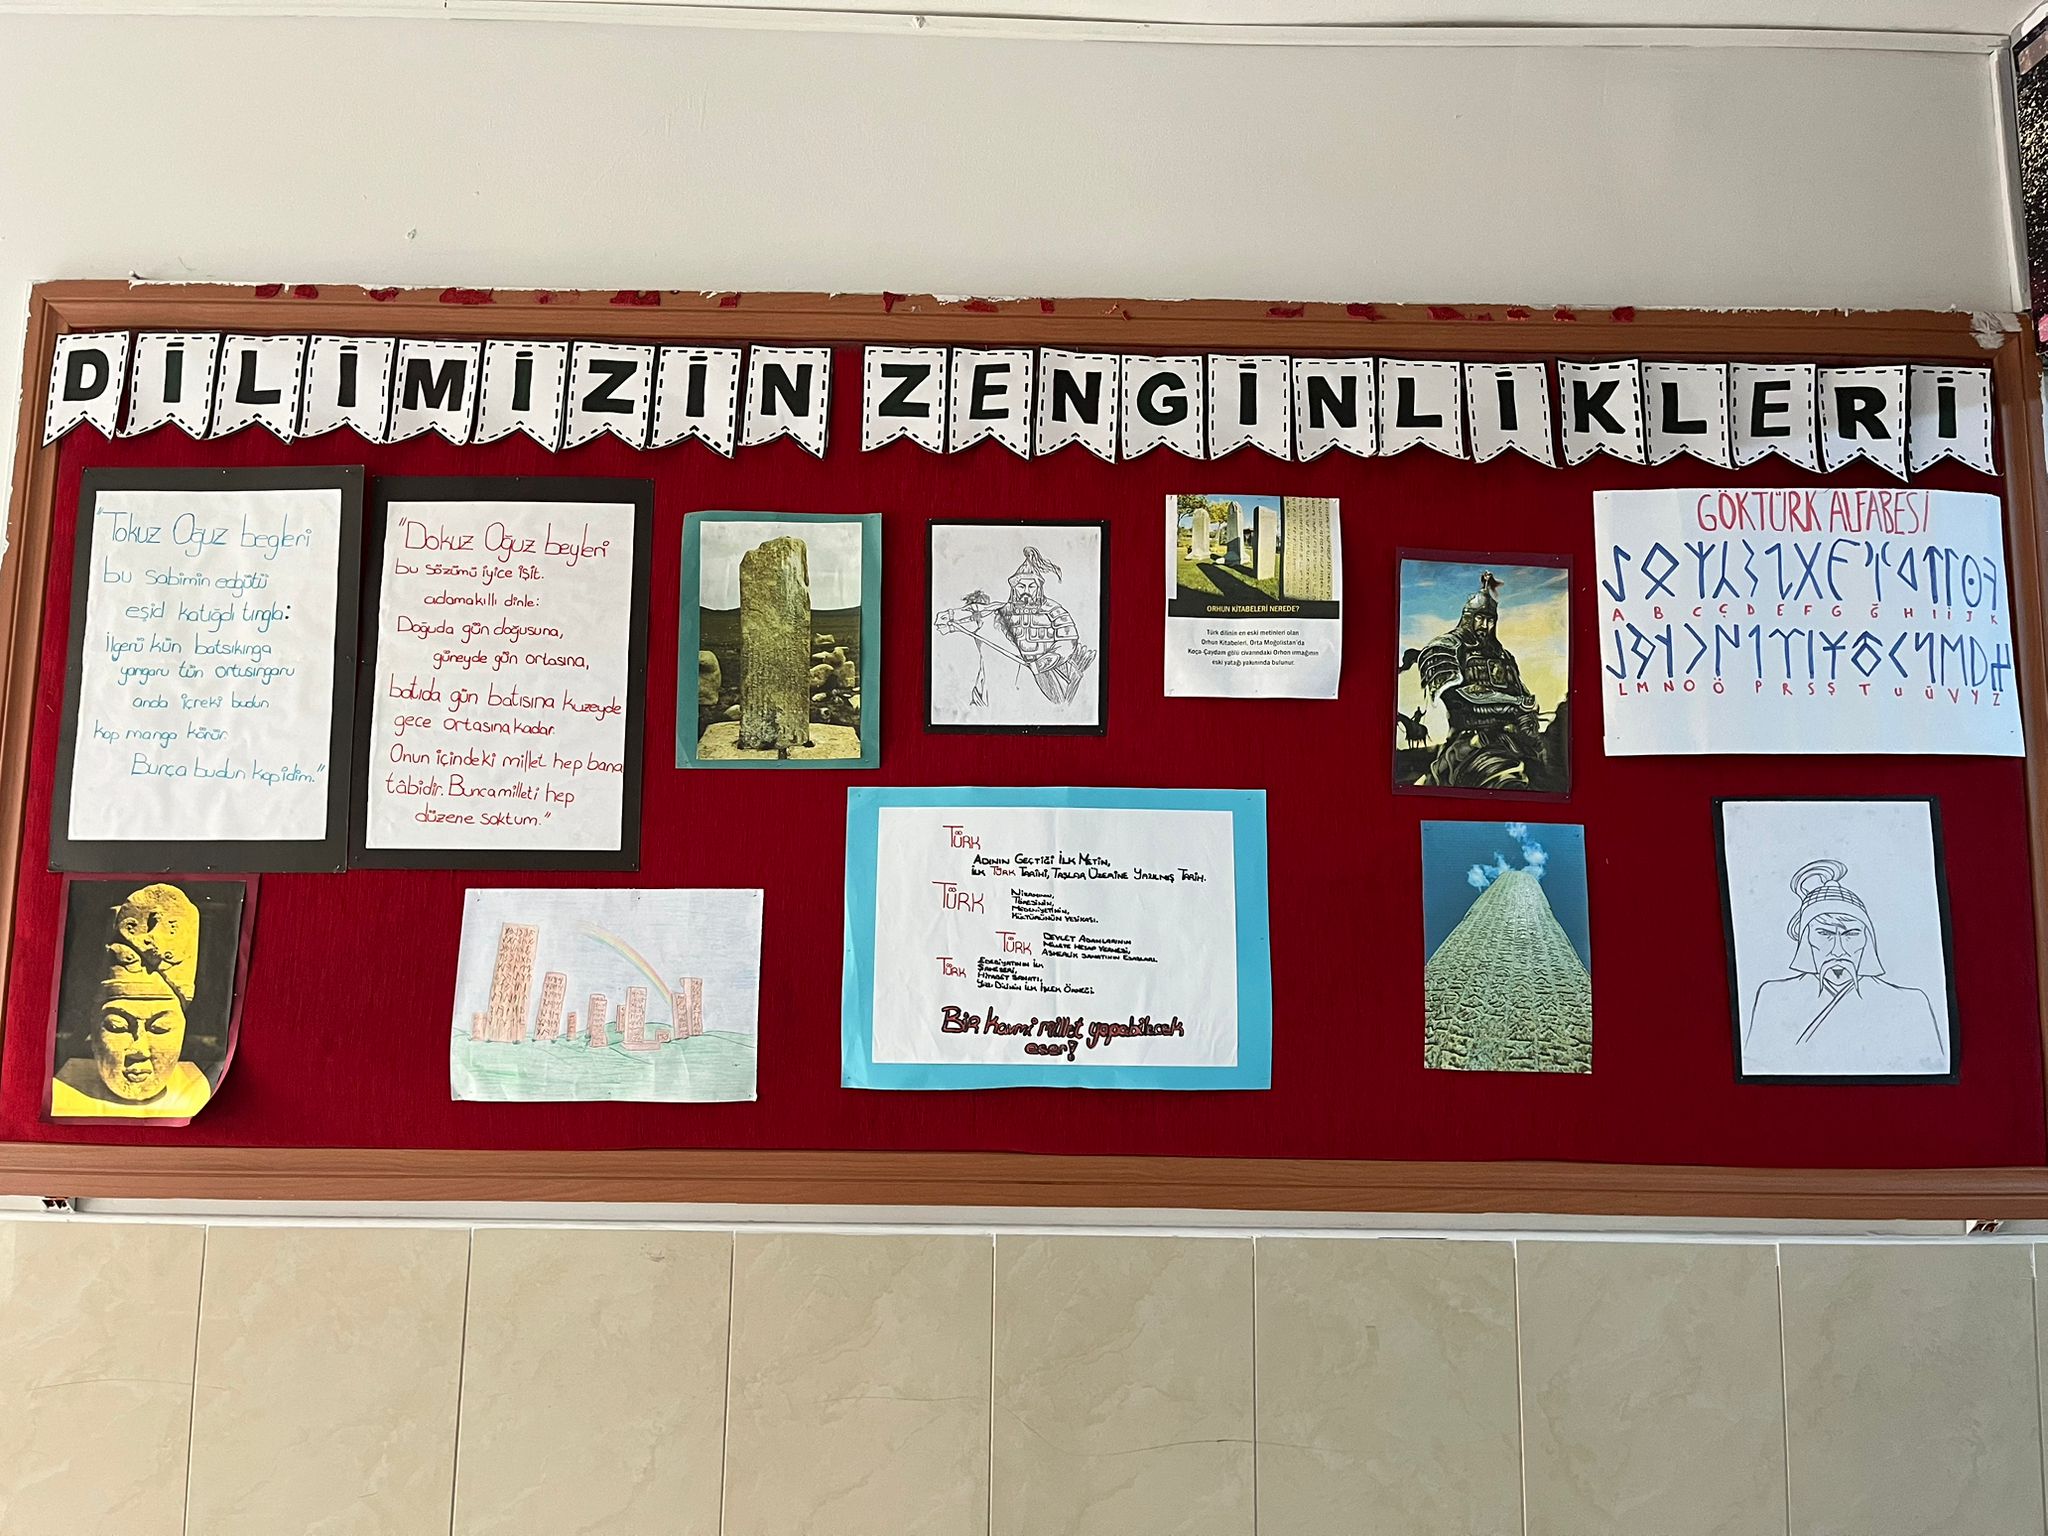 DİLİMİZİN ZENGİNLİKLERİ
"Tokuz Oğuz begleri
bu sabimin edgütü
eşid katığdı tıngla:
İlgerü kün batsıkınga
yangaru tün ortusıngaru
anda içreki budun
kop manga körür.
Bunça budun kop idim."
"Dokuz Oğuz beyleri
bu sözümü iyice işit.
adamakıllı dinle:
Doğuda gün doğusuna,
güneyde gün ortasına,
batıda gün batısına kuzeyde
gece ortasına kadar.
Onun içindeki millet hep bana
tâbidir. Bunca milleti hep
düzene soktum."
ORHUN KİTABELERİ NEREDE?
Türk dilinin en eski metinleri olan
Orhun Kitabeleri, Orta Moğolistan'da
Koça-Çaydam gölü civarındaki Orhon ırmağının
eski yatağı yakınında bulunur.
GÖKTÜRK ALFABESİ
A B C Ç D E F G Ğ H I İ J K
L M N O Ö P R S Ş T U Ü V Y Z
TÜRK
ADININ GEÇTİĞİ İLK METİN,
İLK TÜRK TARİHİ, TAŞLAR ÜZERİNE YAZILMIŞ TARİH.
TÜRK
NİZAMININ,
TÖRESİNİN,
MEDENİYETİNİN,
KÜLTÜRÜNÜN VESİKASI.
TÜRK
DEVLET ADAMLARININ
MİLLETE HESAP VERMESİ,
ASKERLİK SANATININ ESASLARI.
TÜRK
EDEBİYATININ İLK
ŞAHESERİ,
HİTABET SANATI,
YAZI DİLİNİN İLK İŞLEK ÖRNEĞİ.
BİR kavmi millet yapabilecek
eser!